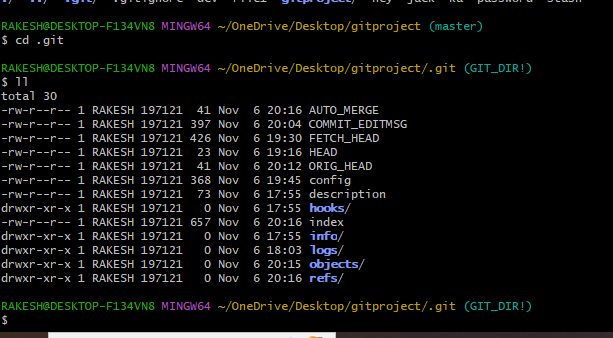 RAKESH@DESKTOP-F134VN8 MINGW64 ~/OneDrive/Desktop/gitproject (master)
$ cd .git
RAKESH@DESKTOP-F134VN8 MINGW64 ~/OneDrive/Desktop/gitproject/.git (GIT_DIR!)
$ ll
total 30
-rw-r--r-- 1 RAKESH 197121  41 Nov  6 20:16 AUTO_MERGE
-rw-r--r-- 1 RAKESH 197121 397 Nov  6 20:04 COMMIT_EDITMSG
-rw-r--r-- 1 RAKESH 197121 426 Nov  6 19:30 FETCH_HEAD
-rw-r--r-- 1 RAKESH 197121  23 Nov  6 19:16 HEAD
-rw-r--r-- 1 RAKESH 197121  41 Nov  6 20:12 ORIG_HEAD
-rw-r--r-- 1 RAKESH 197121 368 Nov  6 19:45 config
-rw-r--r-- 1 RAKESH 197121  73 Nov  6 17:55 description
drwxr-xr-x 1 RAKESH 197121   0 Nov  6 17:55 hooks/
-rw-r--r-- 1 RAKESH 197121 657 Nov  6 20:16 index
drwxr-xr-x 1 RAKESH 197121   0 Nov  6 17:55 info/
drwxr-xr-x 1 RAKESH 197121   0 Nov  6 18:03 logs/
drwxr-xr-x 1 RAKESH 197121   0 Nov  6 20:15 objects/
drwxr-xr-x 1 RAKESH 197121   0 Nov  6 20:16 refs/
RAKESH@DESKTOP-F134VN8 MINGW64 ~/OneDrive/Desktop/gitproject/.git (GIT_DIR!)
$